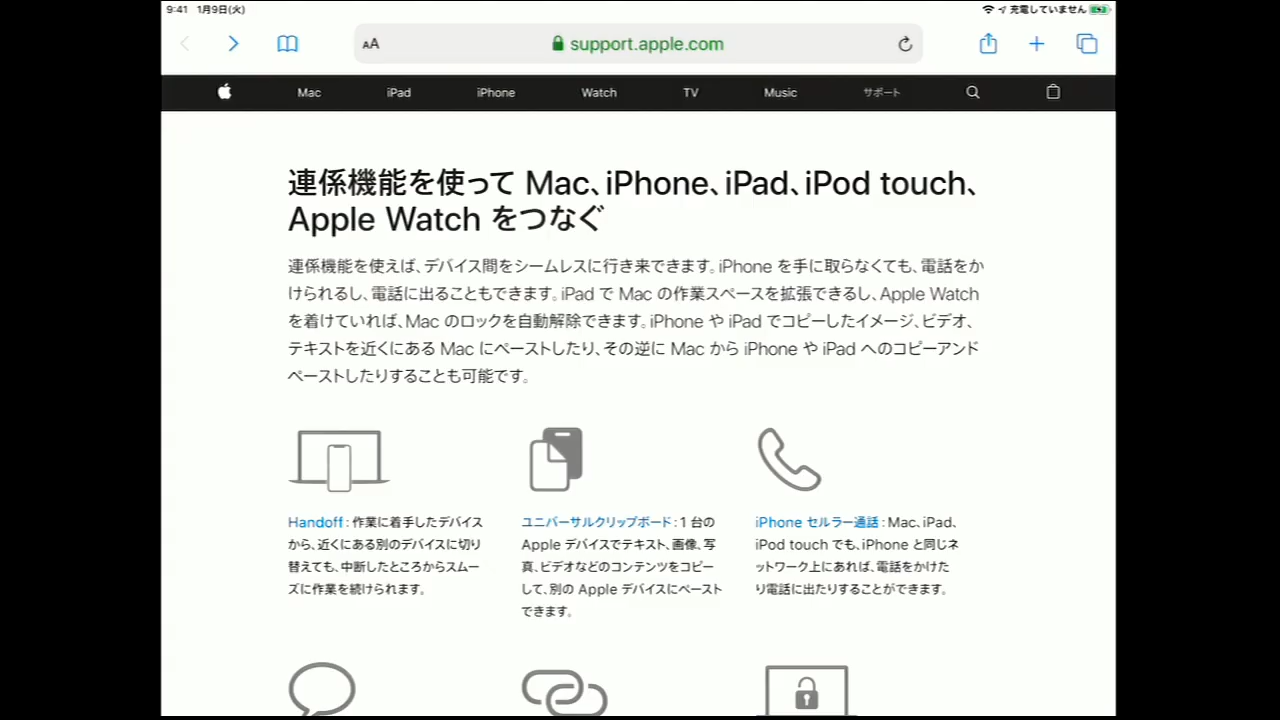 9:41 1月9日(火)
充電していません
AA
support.apple.com
Mac
iPad
iPhone
Watch
TV
Music
サポート
連係機能を使って Mac、iPhone、iPad、iPod touch、
Apple Watch をつなぐ
連係機能を使えば、デバイス間をシームレスに行き来できます。iPhone を手に取らなくても、電話をか
けられるし、電話に出ることもできます。iPad で Mac の作業スペースを拡張できるし、Apple Watch
を着けていれば、Mac のロックを自動解除できます。iPhone や iPad でコピーしたイメージ、ビデオ、
テキストを近くにある Mac にペーストしたり、その逆に Mac から iPhone や iPad へのコピーアンド
ペーストしたりすることも可能です。
Handoff：作業に着手したデバイス
から、近くにある別のデバイスに切り
替えても、中断したところからスムー
ズに作業を続けられます。
ユニバーサルクリップボード：1 台の
Apple デバイスでテキスト、画像、写
真、ビデオなどのコンテンツをコピー
して、別の Apple デバイスにペースト
できます。
iPhone セルラー通話：Mac、iPad、
iPod touch でも、iPhone と同じネ
ットワーク上にあれば、電話をかけた
り電話に出たりすることができます。